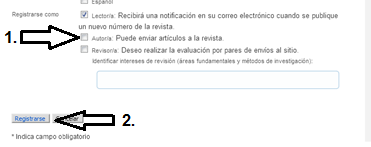 Español
Registrarse como
Lector/a: Recibirá una notificación en su correo electrónico cuando se publique
un nuevo número de la revista.
1.
Autor/a: Puede enviar artículos a la revista.
Revisor/a: Deseo realizar la evaluación por pares de envíos al sitio.
Identificar intereses de revisión (áreas fundamentales y métodos de investigación):
Registrarse
2.
* Indica campo obligatorio